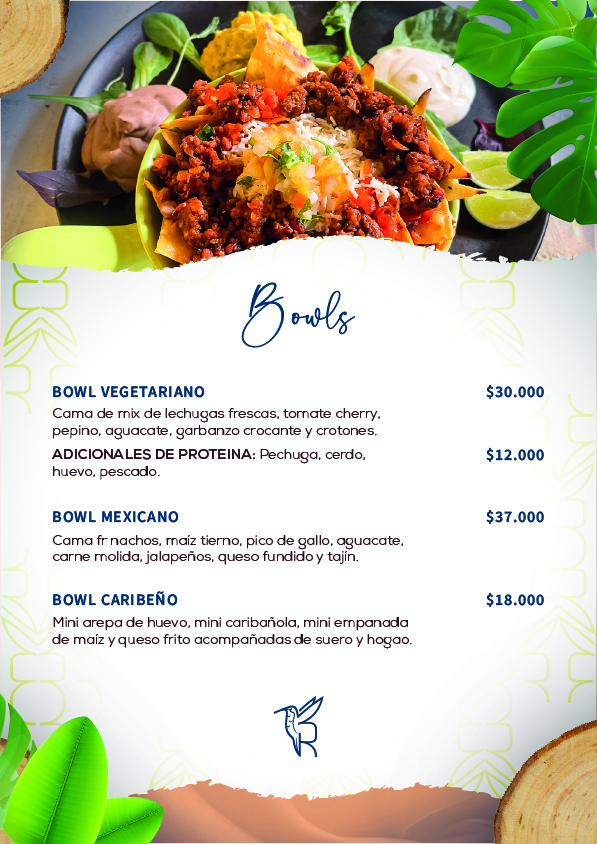 Bowls
BOWL VEGETARIANO $30.000
Cama de mix de lechugas frescas, tomate cherry,
pepino, aguacate, garbanzo crocante y crotones.
ADICIONALES DE PROTEINA: Pechuga, cerdo, $12.000
huevo, pescado.
BOWL MEXICANO $37.000
Cama fr nachos, maíz tierno, pico de gallo, aguacate,
carne molida, jalapeños, queso fundido y tajín.
BOWL CARIBEÑO $18.000
Mini arepa de huevo, mini caribañola, mini empanada
de maíz y queso frito acompañadas de suero y hogao.